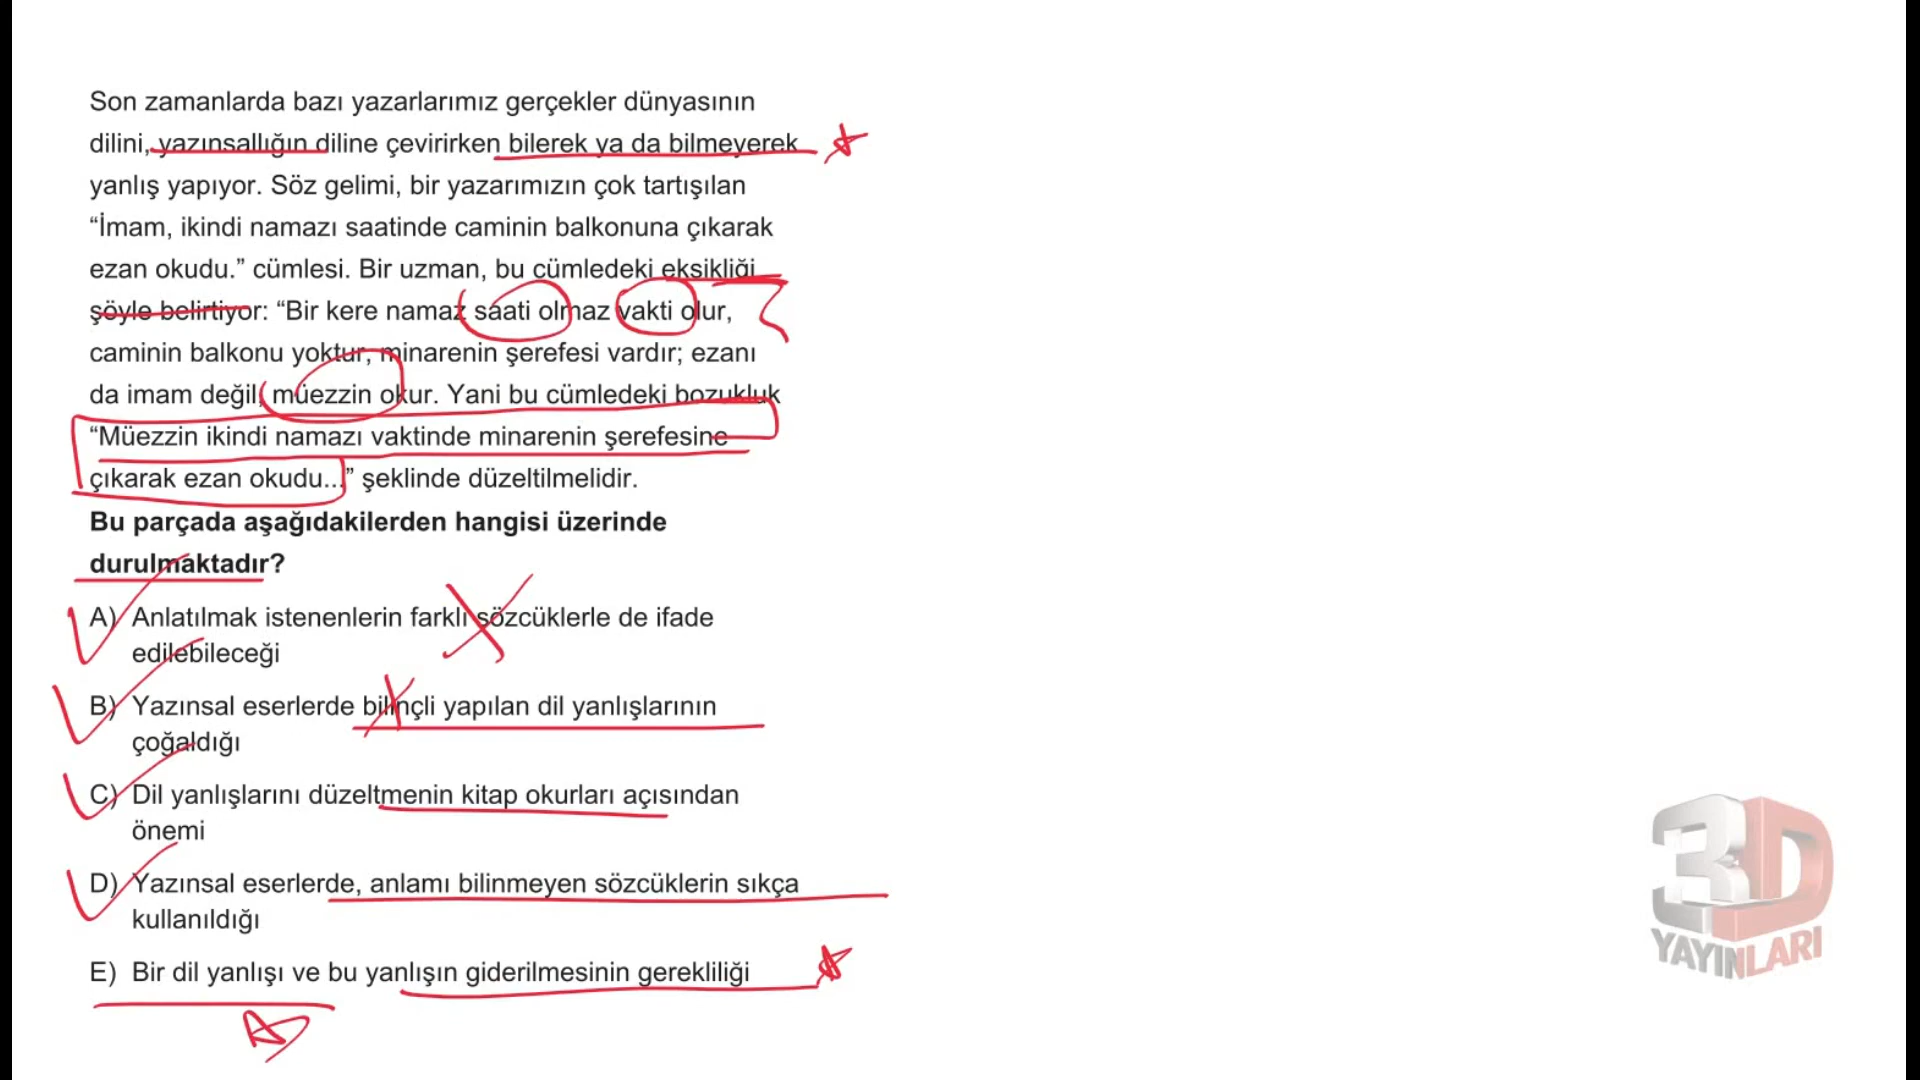 Son zamanlarda bazı yazarlarımız gerçekler dünyasının
dilini, yazınsallığın diline çevirirken bilerek ya da bilmeyerek
yanlış yapıyor. Söz gelimi, bir yazarımızın çok tartışılan
“İmam, ikindi namazı saatinde caminin balkonuna çıkarak
ezan okudu.” cümlesi. Bir uzman, bu cümledeki eksikliği
şöyle belirtiyor: “Bir kere namaz saati olmaz vakti olur,
caminin balkonu yoktur, minarenin şerefesi vardır; ezanı
da imam değil, müezzin okur. Yani bu cümledeki bozukluk
“Müezzin ikindi namazı vaktinde minarenin şerefesine
çıkarak ezan okudu...” şeklinde düzeltilmelidir.
Bu parçada aşağıdakilerden hangisi üzerinde
durulmaktadır?
A) Anlatılmak istenenlerin farklı sözcüklerle de ifade
edilebileceği
B) Yazınsal eserlerde bilinçli yapılan dil yanlışlarının
çoğaldığı
C) Dil yanlışlarını düzeltmenin kitap okurları açısından
önemi
D) Yazınsal eserlerde, anlamı bilinmeyen sözcüklerin sıkça
kullanıldığı
E) Bir dil yanlışı ve bu yanlışın giderilmesinin gerekliliği
3D
YAYINLARI